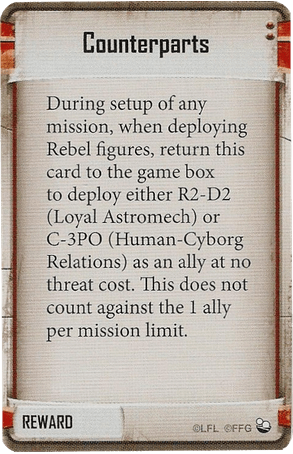 Counterparts
During setup of any
mission, when deploying
Rebel figures, return this
card to the game box
to deploy either R2-D2
(Loyal Astromech) or
C-3PO (Human-Cyborg
Relations) as an ally at no
threat cost. This does not
count against the 1 ally
per mission limit.
REWARD
©LFL ©FFG